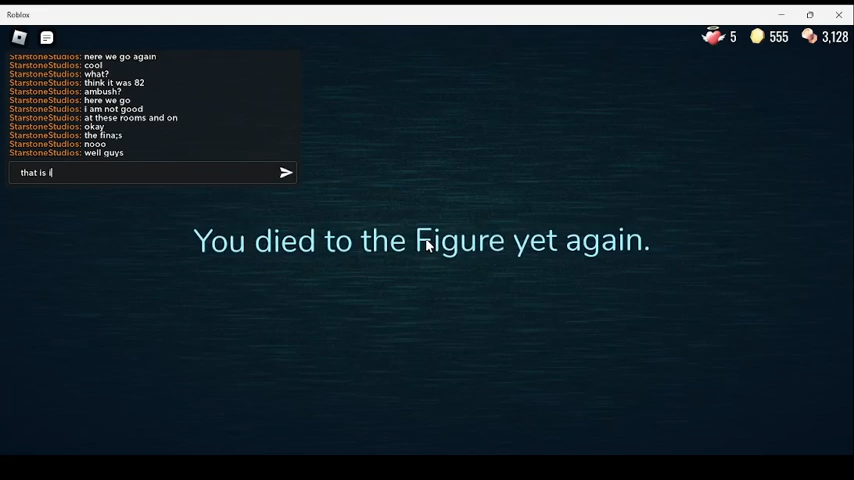 Roblox
5 555 3,128
StarstoneStudios: here we go again
StarstoneStudios: cool
StarstoneStudios: what?
StarstoneStudios: think it was 82
StarstoneStudios: ambush?
StarstoneStudios: here we go
StarstoneStudios: i am not good
StarstoneStudios: at these rooms and on
StarstoneStudios: okay
StarstoneStudios: the fina;s
StarstoneStudios: nooo
StarstoneStudios: well guys
that is i
You died to the Figure yet again.